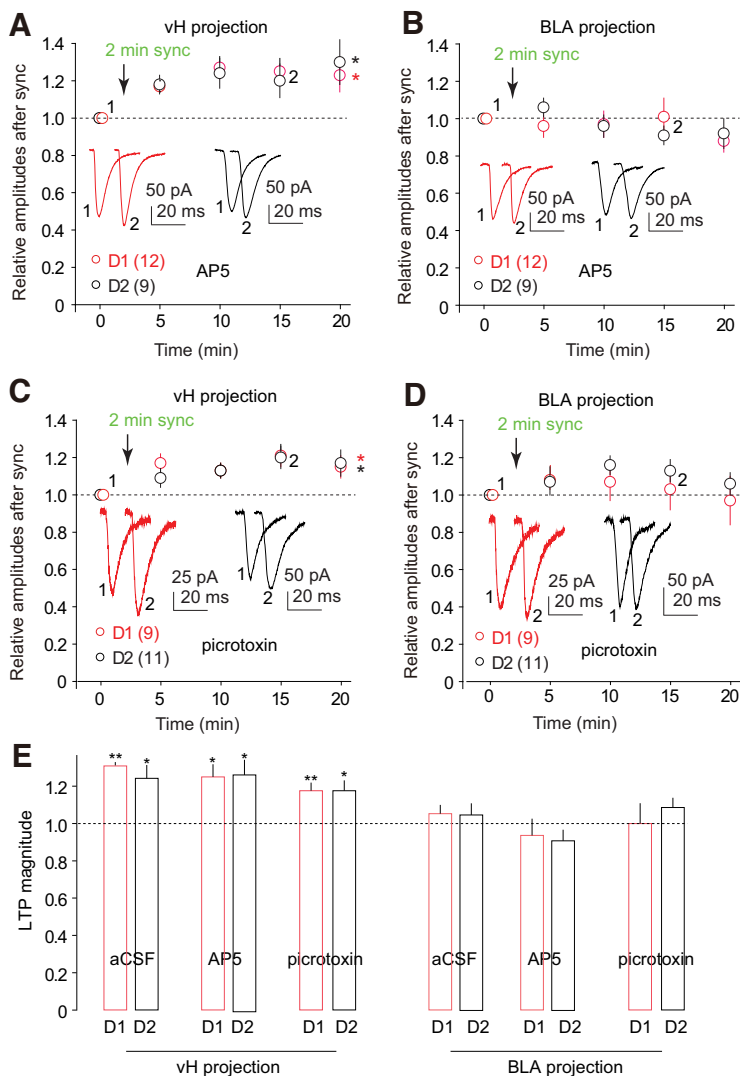 A
vH projection
2 min sync
Relative amplitudes after sync
1.4
1.2
1.0
0.8
0.6
0.4
0.2
0
1
2
*
*
1
2
50 pA
20 ms
1
2
50 pA
20 ms
D1 (12)
D2 (9)
AP5
0 5 10 15 20
Time (min)
B
BLA projection
2 min sync
Relative amplitudes after sync
1.4
1.2
1.0
0.8
0.6
0.4
0.2
0
1
2
1
2
50 pA
20 ms
1
2
50 pA
20 ms
D1 (12)
D2 (9)
AP5
0 5 10 15 20
Time (min)
C
vH projection
2 min sync
Relative amplitudes after sync
1.4
1.2
1.0
0.8
0.6
0.4
0.2
0
1
2
*
*
1
2
25 pA
20 ms
1
2
50 pA
20 ms
D1 (9)
D2 (11)
picrotoxin
0 5 10 15 20
Time (min)
D
BLA projection
2 min sync
Relative amplitudes after sync
1.4
1.2
1.0
0.8
0.6
0.4
0.2
0
1
2
1
2
25 pA
20 ms
1
2
50 pA
20 ms
D1 (9)
D2 (11)
picrotoxin
0 5 10 15 20
Time (min)
E
LTP magnitude
1.2
1.0
0.8
0.6
0.4
0.2
0
** * * * ** *
aCSF AP5 picrotoxin aCSF AP5 picrotoxin
D1 D2 D1 D2 D1 D2 D1 D2 D1 D2 D1 D2
vH projection BLA projection